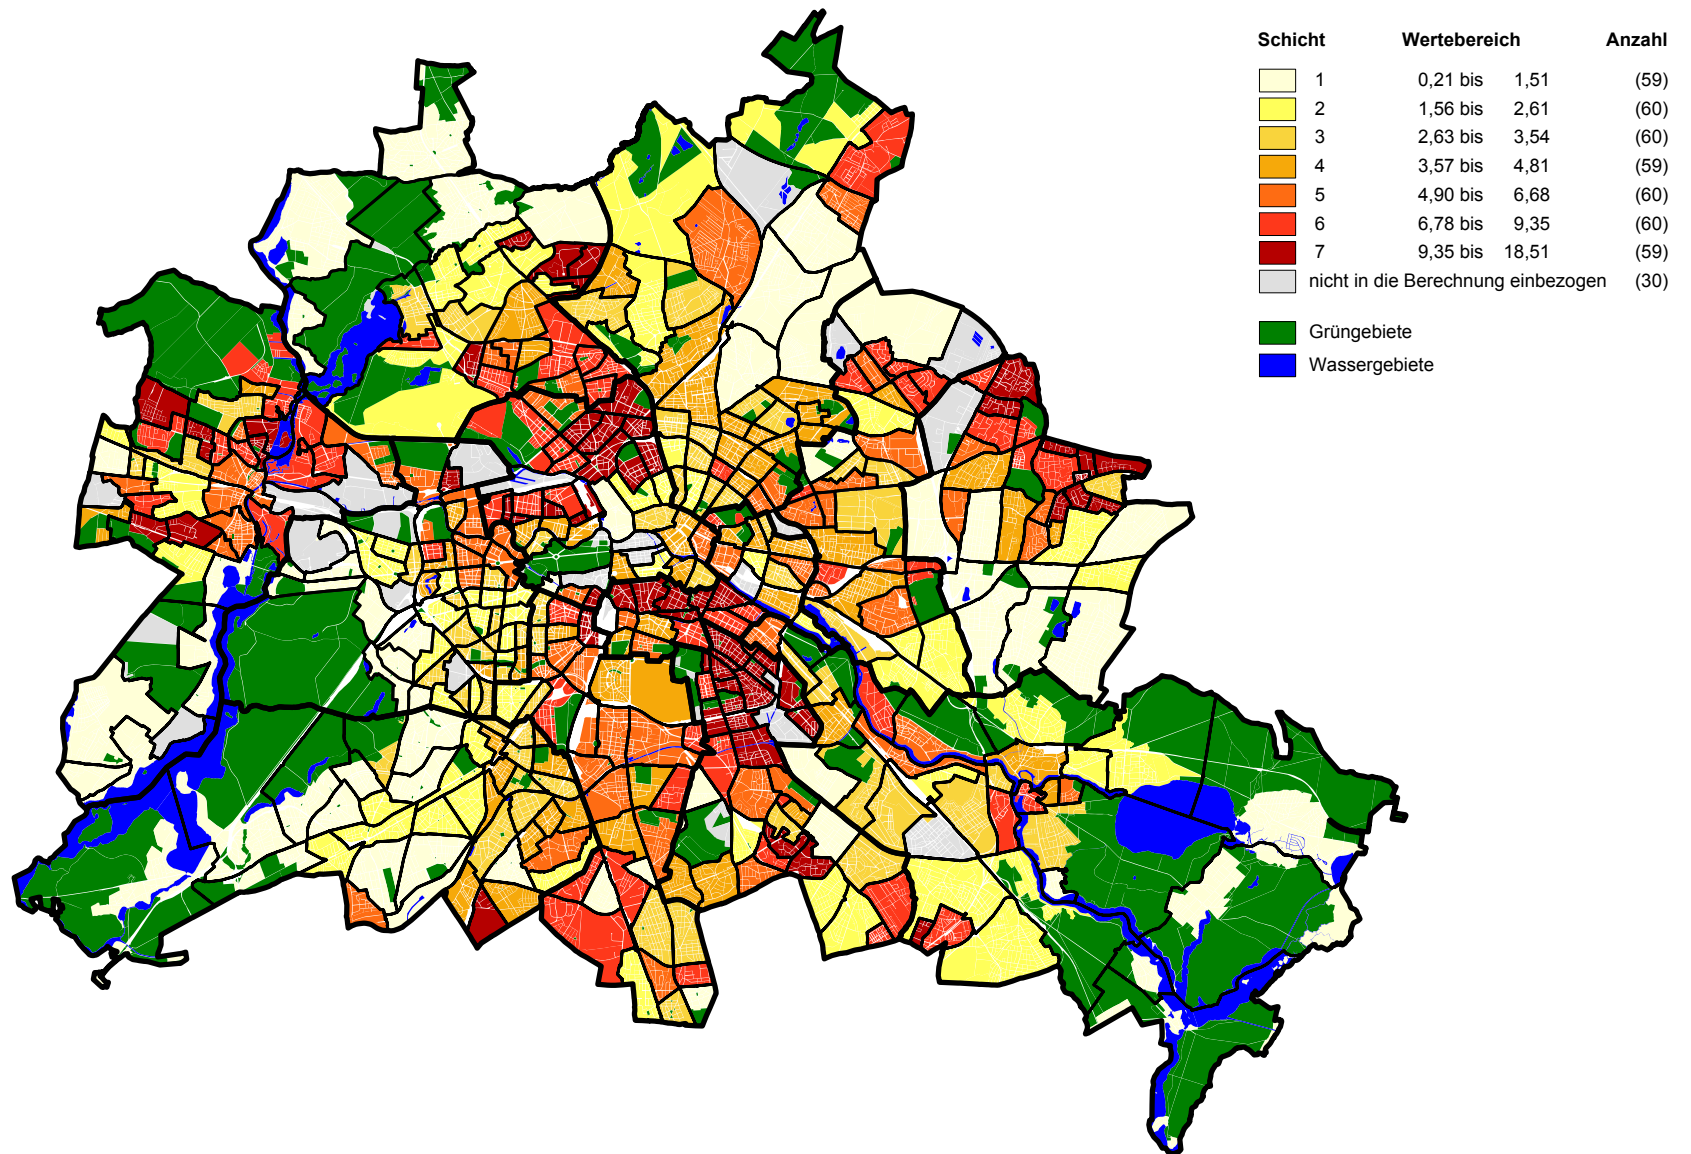 Schicht Wertebereich Anzahl
1 0,21 bis 1,51 (59)
2 1,56 bis 2,61 (60)
3 2,63 bis 3,54 (60)
4 3,57 bis 4,81 (59)
5 4,90 bis 6,68 (60)
6 6,78 bis 9,35 (60)
7 9,35 bis 18,51 (59)
nicht in die Berechnung einbezogen (30)
Grüngebiete
Wassergebiete